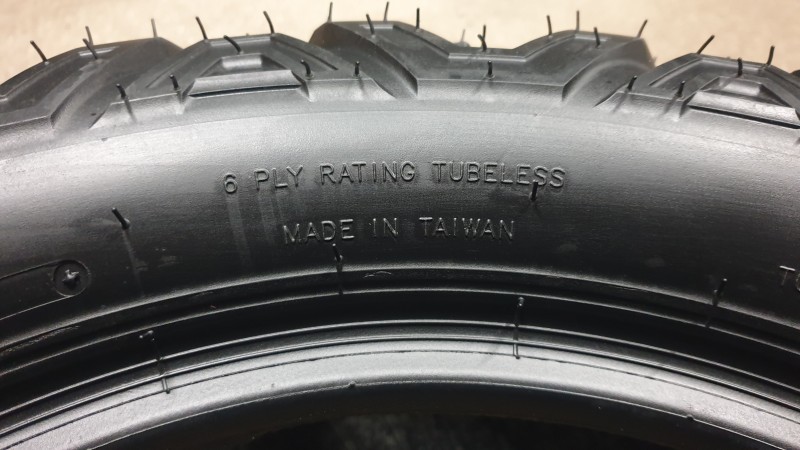 6 PLY RATING TUBELESS
MADE IN TAIWAN